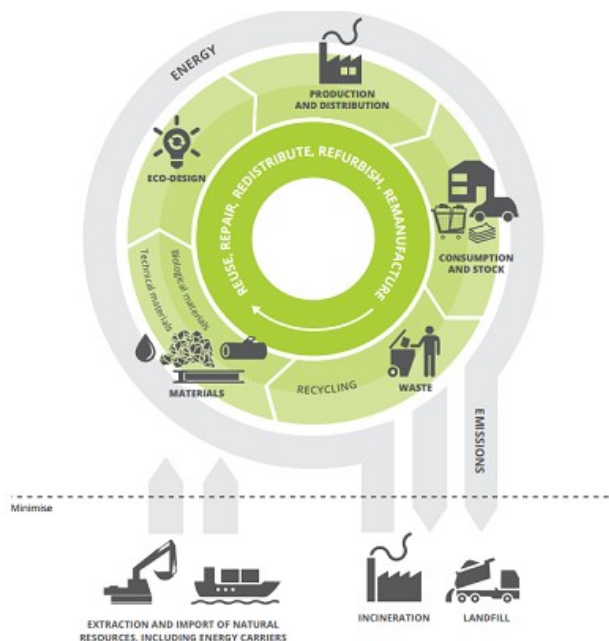 ENERGY
PRODUCTION
AND DISTRIBUTION
ECO-DESIGN
REUSE, REPAIR, REDISTRIBUTE, REFURBISH, REMANUFACTURE
CONSUMPTION
AND STOCK
Technical materials
Biological materials
MATERIALS
RECYCLING
WASTE
EMISSIONS
Minimise
EXTRACTION AND IMPORT OF NATURAL
RESOURCES, INCLUDING ENERGY CARRIERS
INCINERATION
LANDFILL